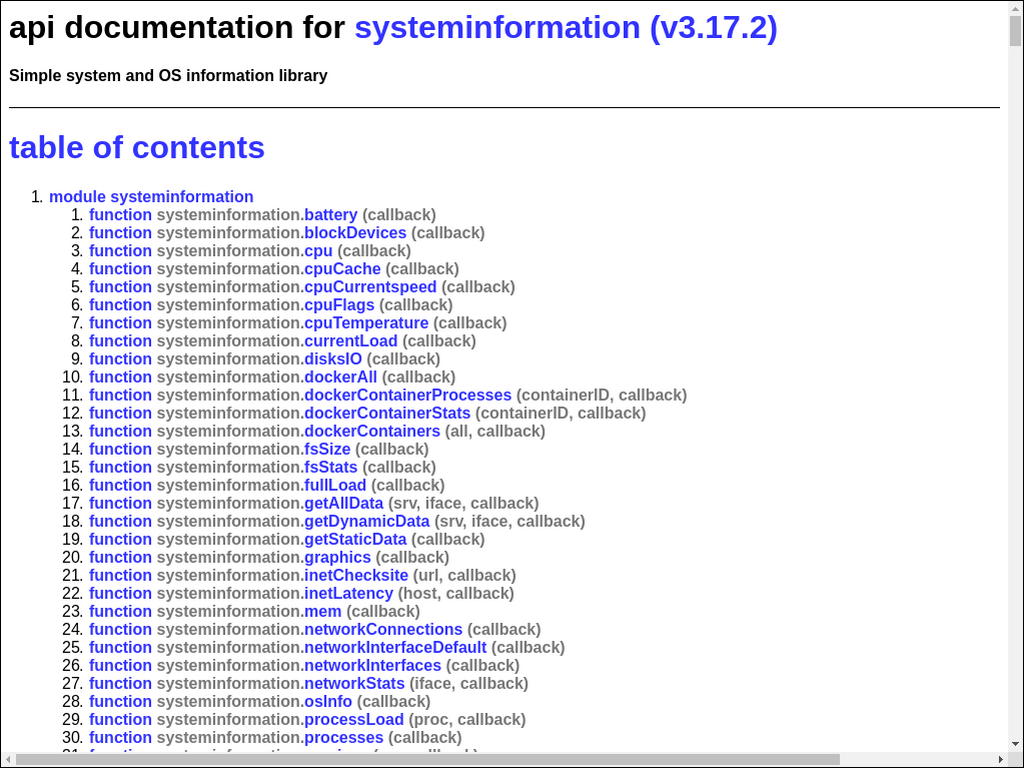 api documentation for systeminformation (v3.17.2)
Simple system and OS information library
table of contents
1. module systeminformation
1. function systeminformation.battery (callback)
2. function systeminformation.blockDevices (callback)
3. function systeminformation.cpu (callback)
4. function systeminformation.cpuCache (callback)
5. function systeminformation.cpuCurrentspeed (callback)
6. function systeminformation.cpuFlags (callback)
7. function systeminformation.cpuTemperature (callback)
8. function systeminformation.currentLoad (callback)
9. function systeminformation.disksIO (callback)
10. function systeminformation.dockerAll (callback)
11. function systeminformation.dockerContainerProcesses (containerID, callback)
12. function systeminformation.dockerContainerStats (containerID, callback)
13. function systeminformation.dockerContainers (all, callback)
14. function systeminformation.fsSize (callback)
15. function systeminformation.fsStats (callback)
16. function systeminformation.fullLoad (callback)
17. function systeminformation.getAllData (srv, iface, callback)
18. function systeminformation.getDynamicData (srv, iface, callback)
19. function systeminformation.getStaticData (callback)
20. function systeminformation.graphics (callback)
21. function systeminformation.inetChecksite (url, callback)
22. function systeminformation.inetLatency (host, callback)
23. function systeminformation.mem (callback)
24. function systeminformation.networkConnections (callback)
25. function systeminformation.networkInterfaceDefault (callback)
26. function systeminformation.networkInterfaces (callback)
27. function systeminformation.networkStats (iface, callback)
28. function systeminformation.osInfo (callback)
29. function systeminformation.processLoad (proc, callback)
30. function systeminformation.processes (callback)